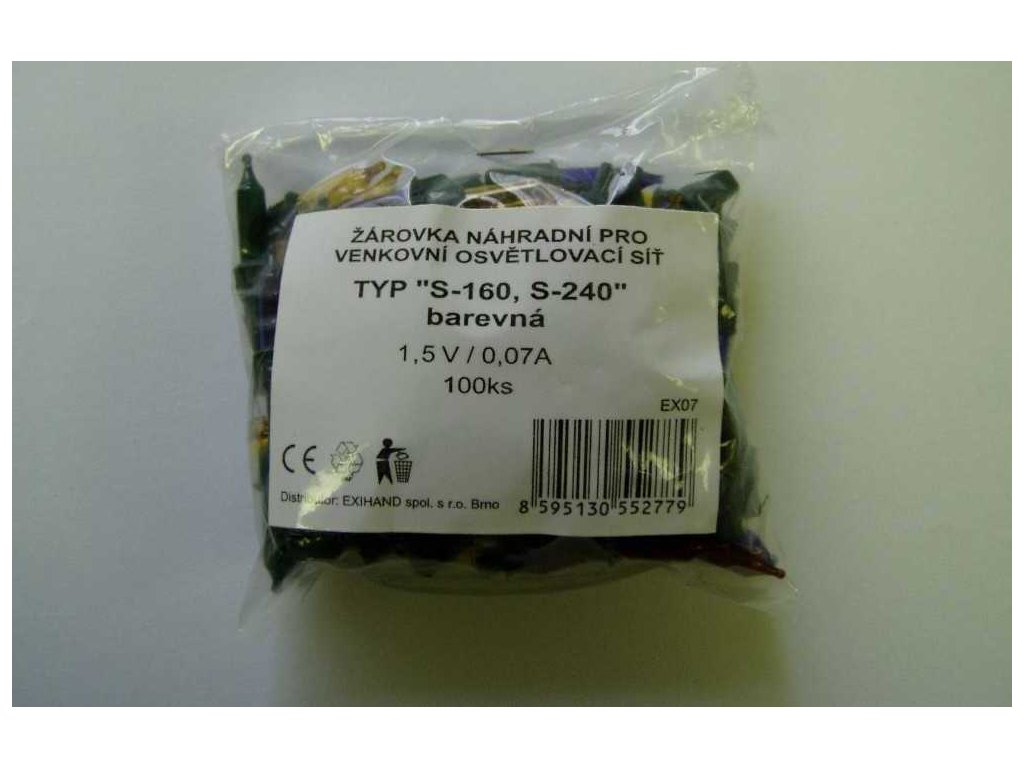 ŽÁROVKA NÁHRADNÍ PRO
VENKOVNÍ OSVĚTLOVACÍ SÍŤ
TYP "S-160, S-240"
barevná
1,5 V / 0,07A
100ks
EX07
CE
Distributor: EXIHAND spol. s r.o. Brno
8 595130 552779